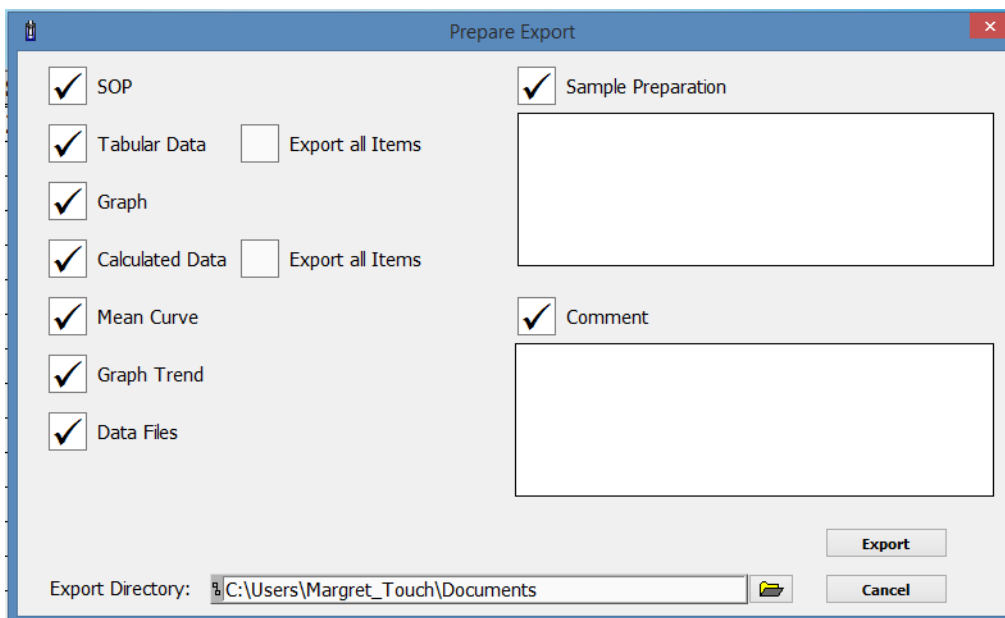 Prepare Export
SOP
Sample Preparation
Tabular Data
Export all Items
Graph
Calculated Data
Export all Items
Mean Curve
Comment
Graph Trend
Data Files
Export
Export Directory:
C:\Users\Margret_Touch\Documents
Cancel